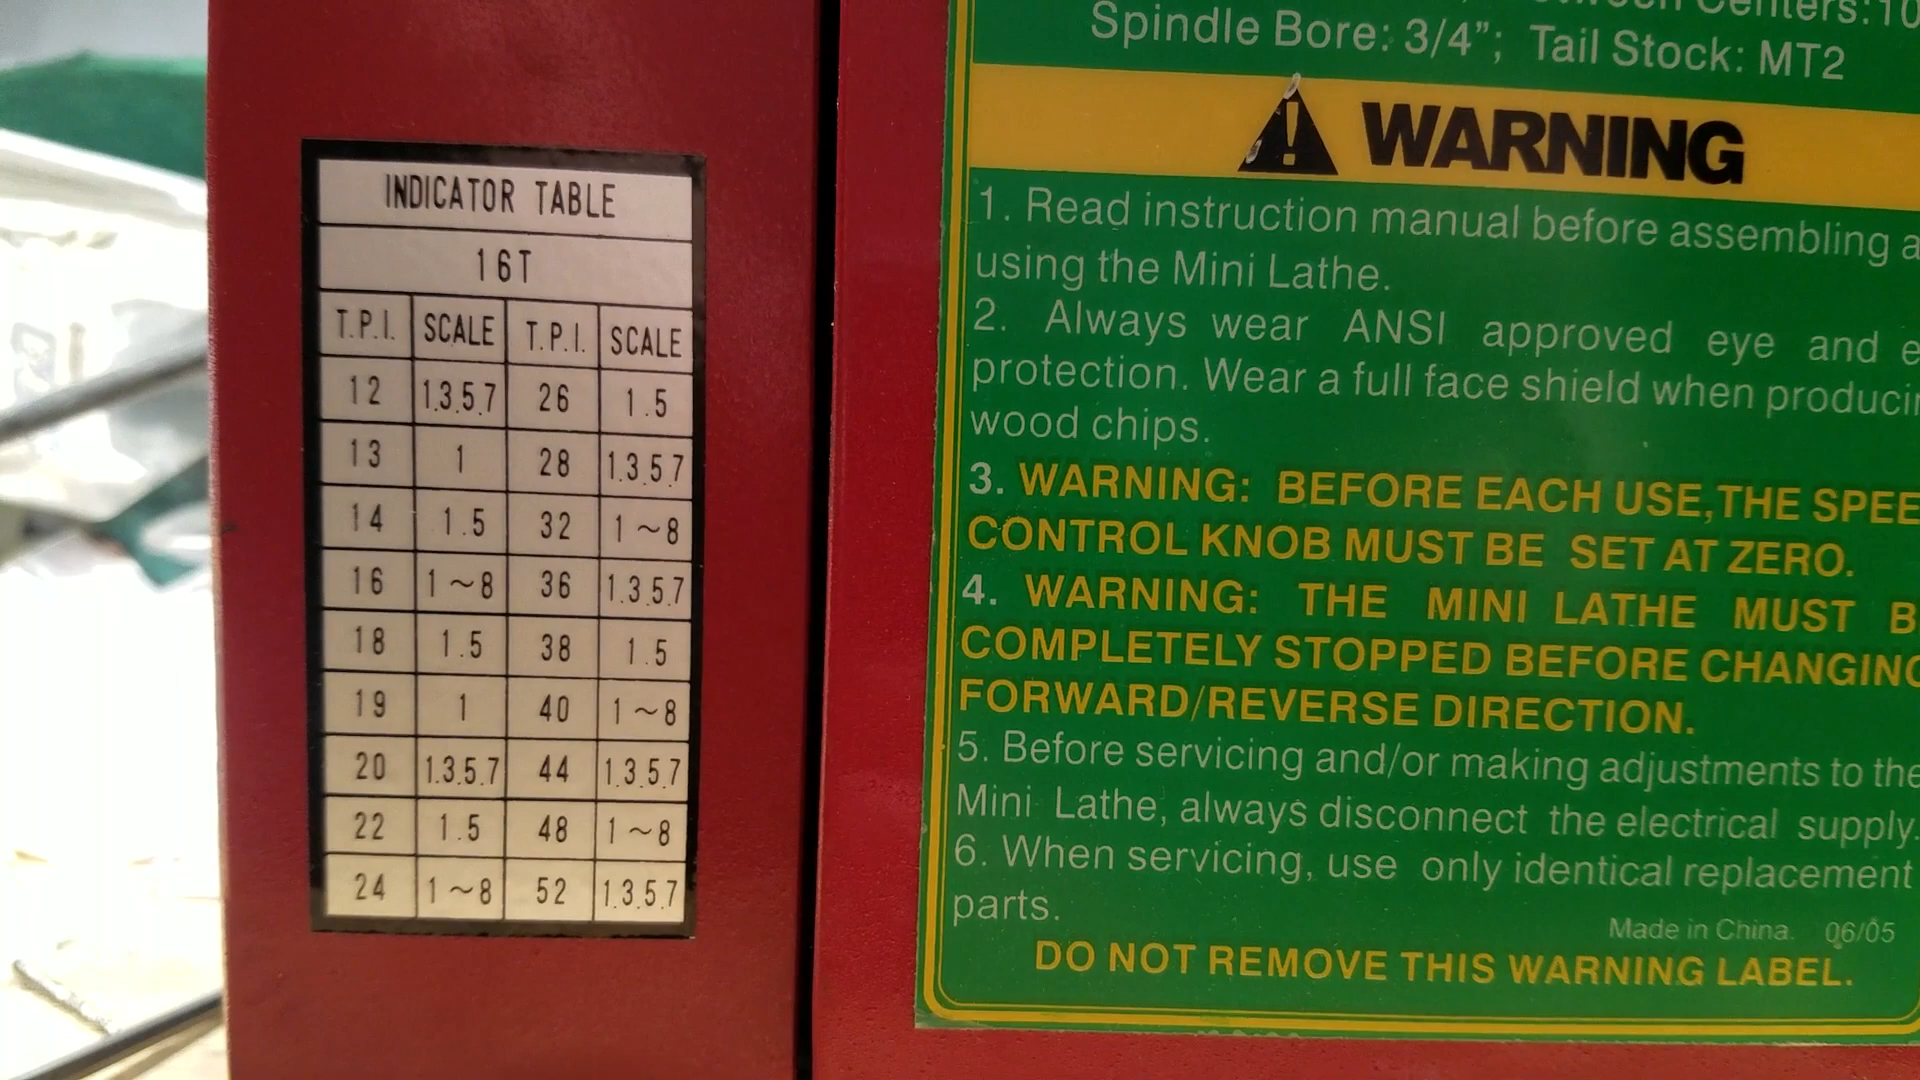 INDICATOR TABLE
16T
T.P.I. SCALE T.P.I. SCALE
12 1.3.5.7 26 1.5
13 1 28 1.3.5.7
14 1.5 32 1~8
16 1~8 36 1.3.5.7
18 1.5 38 1.5
19 1 40 1~8
20 1.3.5.7 44 1.3.5.7
22 1.5 48 1~8
24 1~8 52 1.3.5.7
Centers:10
Spindle Bore: 3/4”; Tail Stock: MT2
WARNING
1. Read instruction manual before assembling a
using the Mini Lathe.
2. Always wear ANSI approved eye and e
protection. Wear a full face shield when produci
wood chips.
3. WARNING: BEFORE EACH USE,THE SPEE
CONTROL KNOB MUST BE SET AT ZERO.
4. WARNING: THE MINI LATHE MUST B
COMPLETELY STOPPED BEFORE CHANGING
FORWARD/REVERSE DIRECTION.
5. Before servicing and/or making adjustments to the
Mini Lathe, always disconnect the electrical supply.
6. When servicing, use only identical replacement
parts.
Made in China. 06/05
DO NOT REMOVE THIS WARNING LABEL.